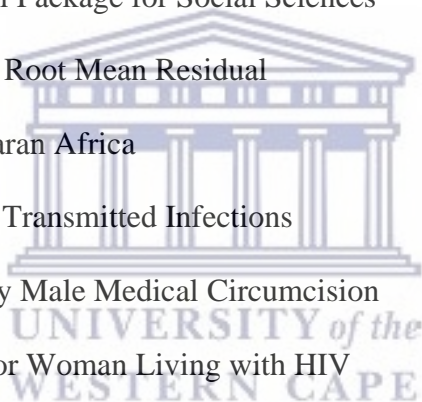 Package for Social Sciences
Root Mean Residual
aran Africa
Transmitted Infections
y Male Medical Circumcision
UNIVERSITY of the
or Woman Living with HIV
WESTERN CAPE